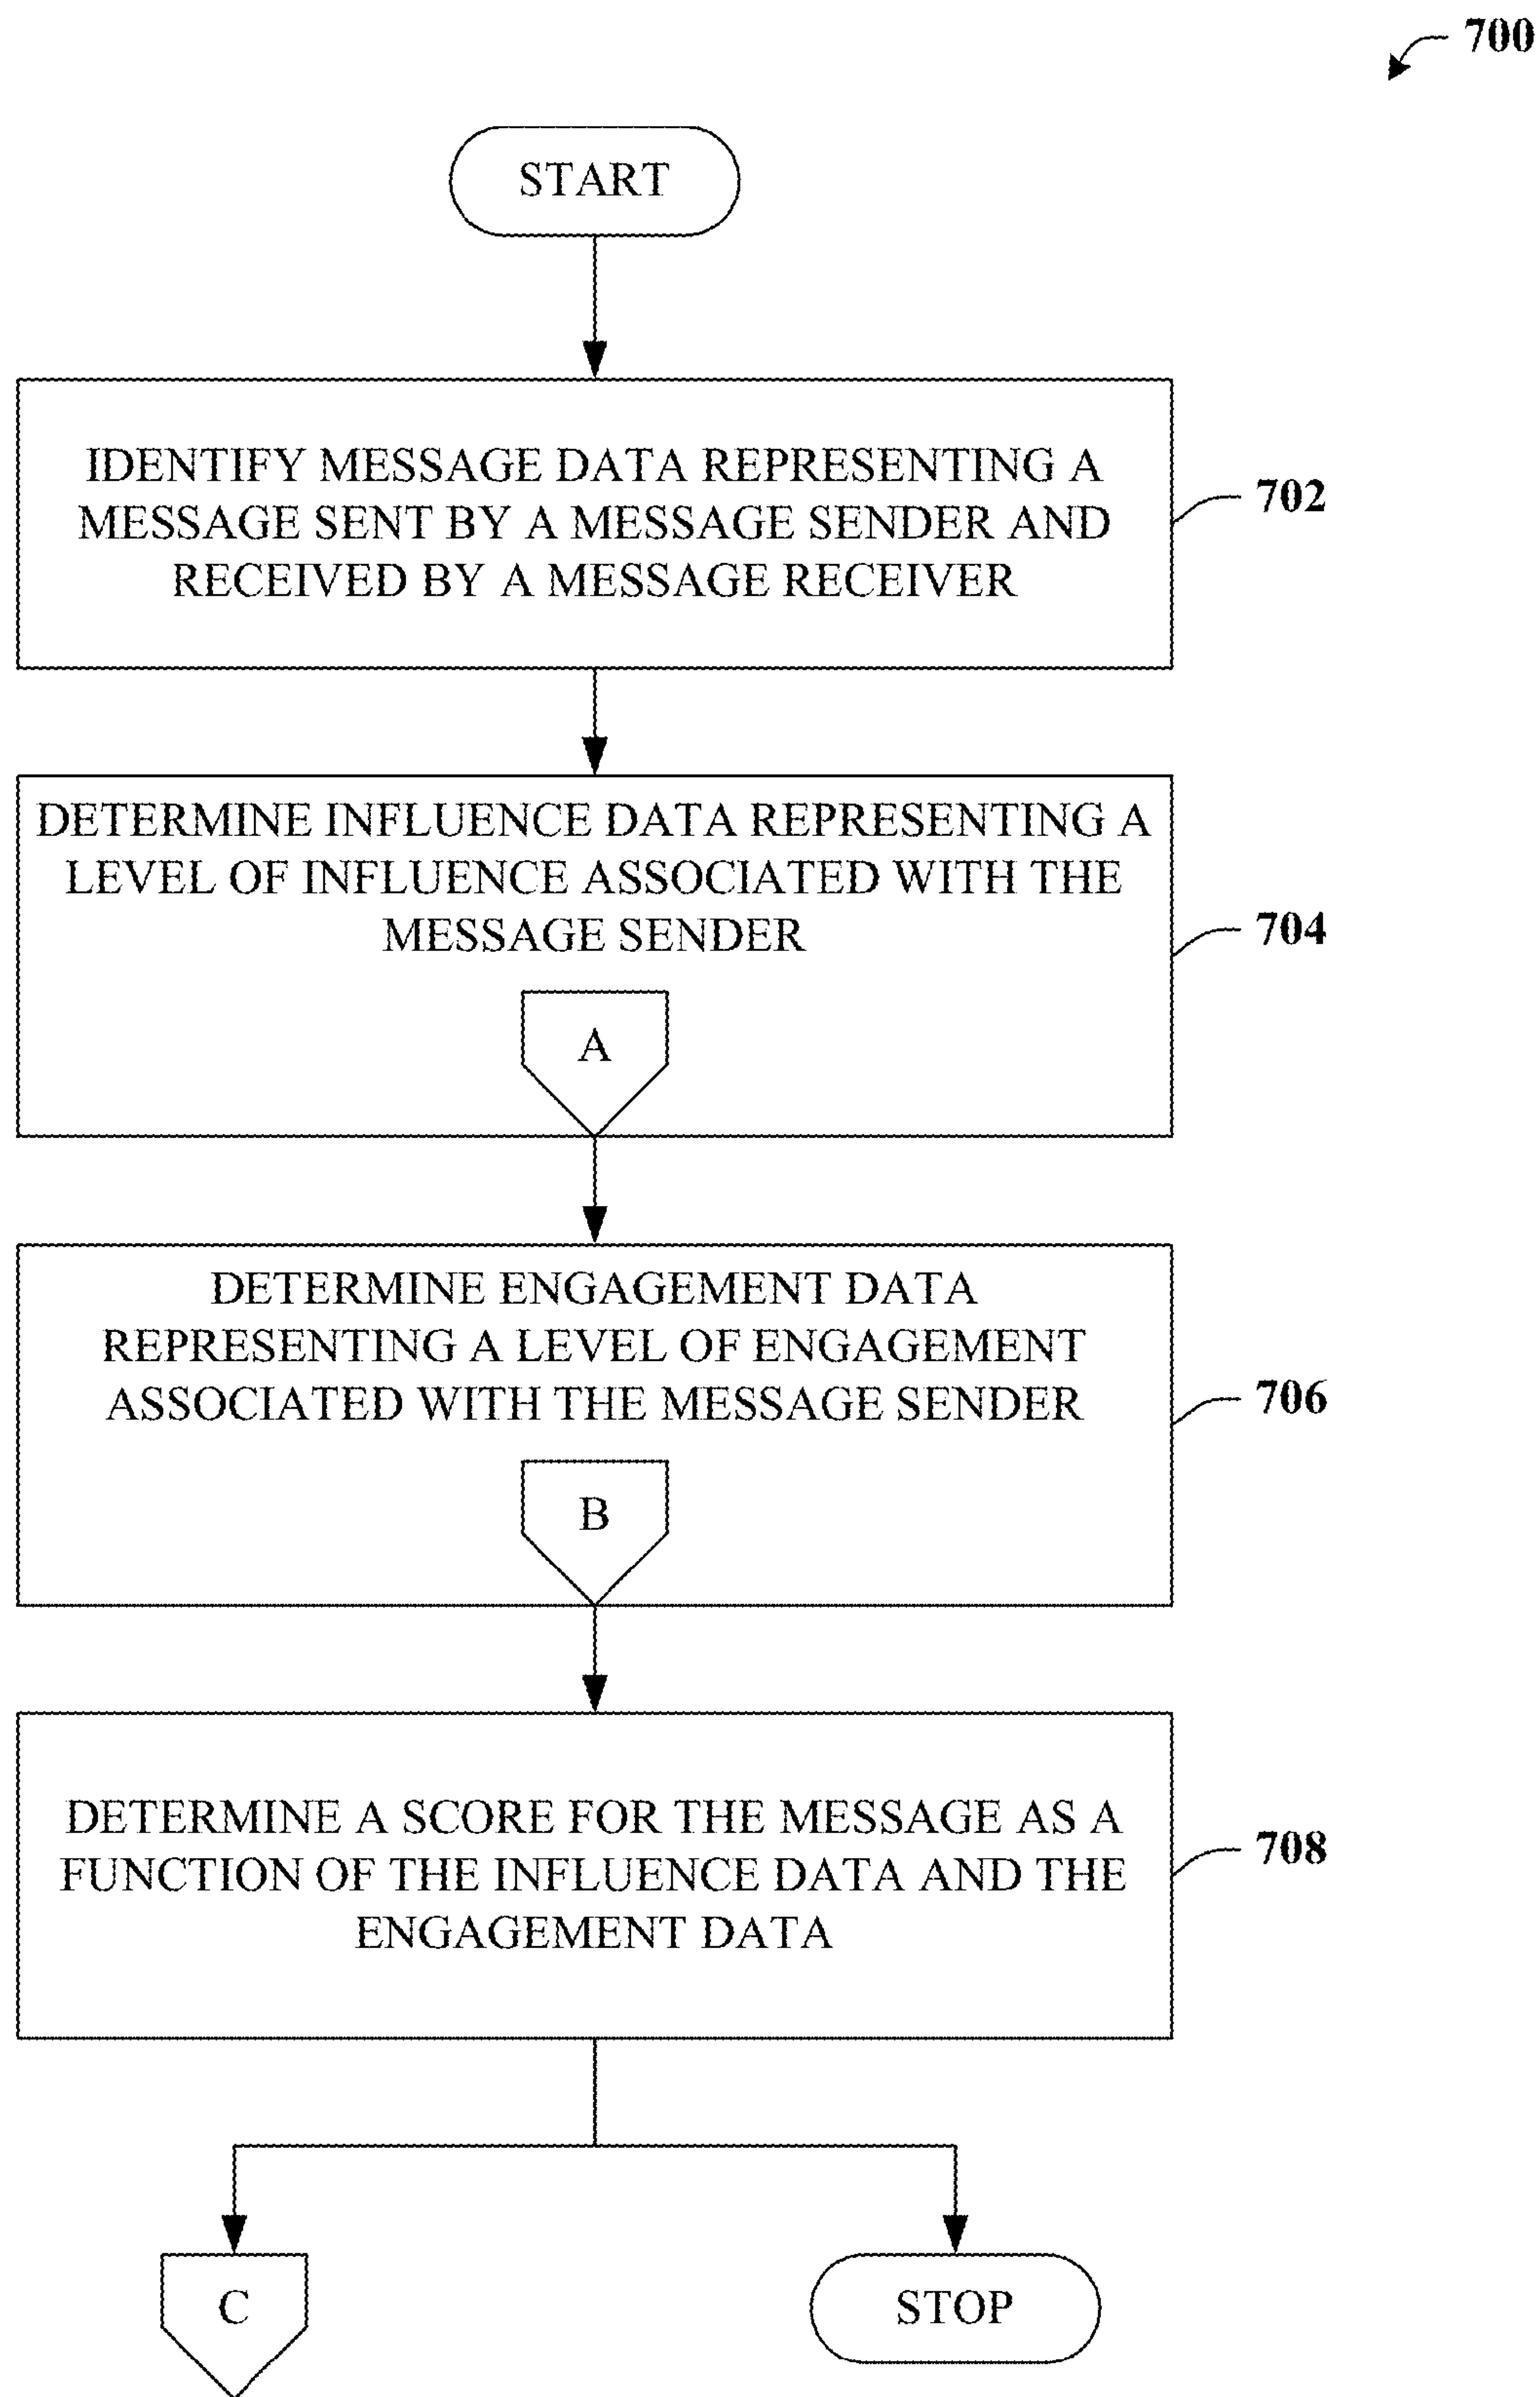 700
START
IDENTIFY MESSAGE DATA REPRESENTING A
MESSAGE SENT BY A MESSAGE SENDER AND
RECEIVED BY A MESSAGE RECEIVER
702
DETERMINE INFLUENCE DATA REPRESENTING A
LEVEL OF INFLUENCE ASSOCIATED WITH THE
MESSAGE SENDER
704
A
DETERMINE ENGAGEMENT DATA
REPRESENTING A LEVEL OF ENGAGEMENT
ASSOCIATED WITH THE MESSAGE SENDER
706
B
DETERMINE A SCORE FOR THE MESSAGE AS A
FUNCTION OF THE INFLUENCE DATA AND THE
ENGAGEMENT DATA
708
C
STOP